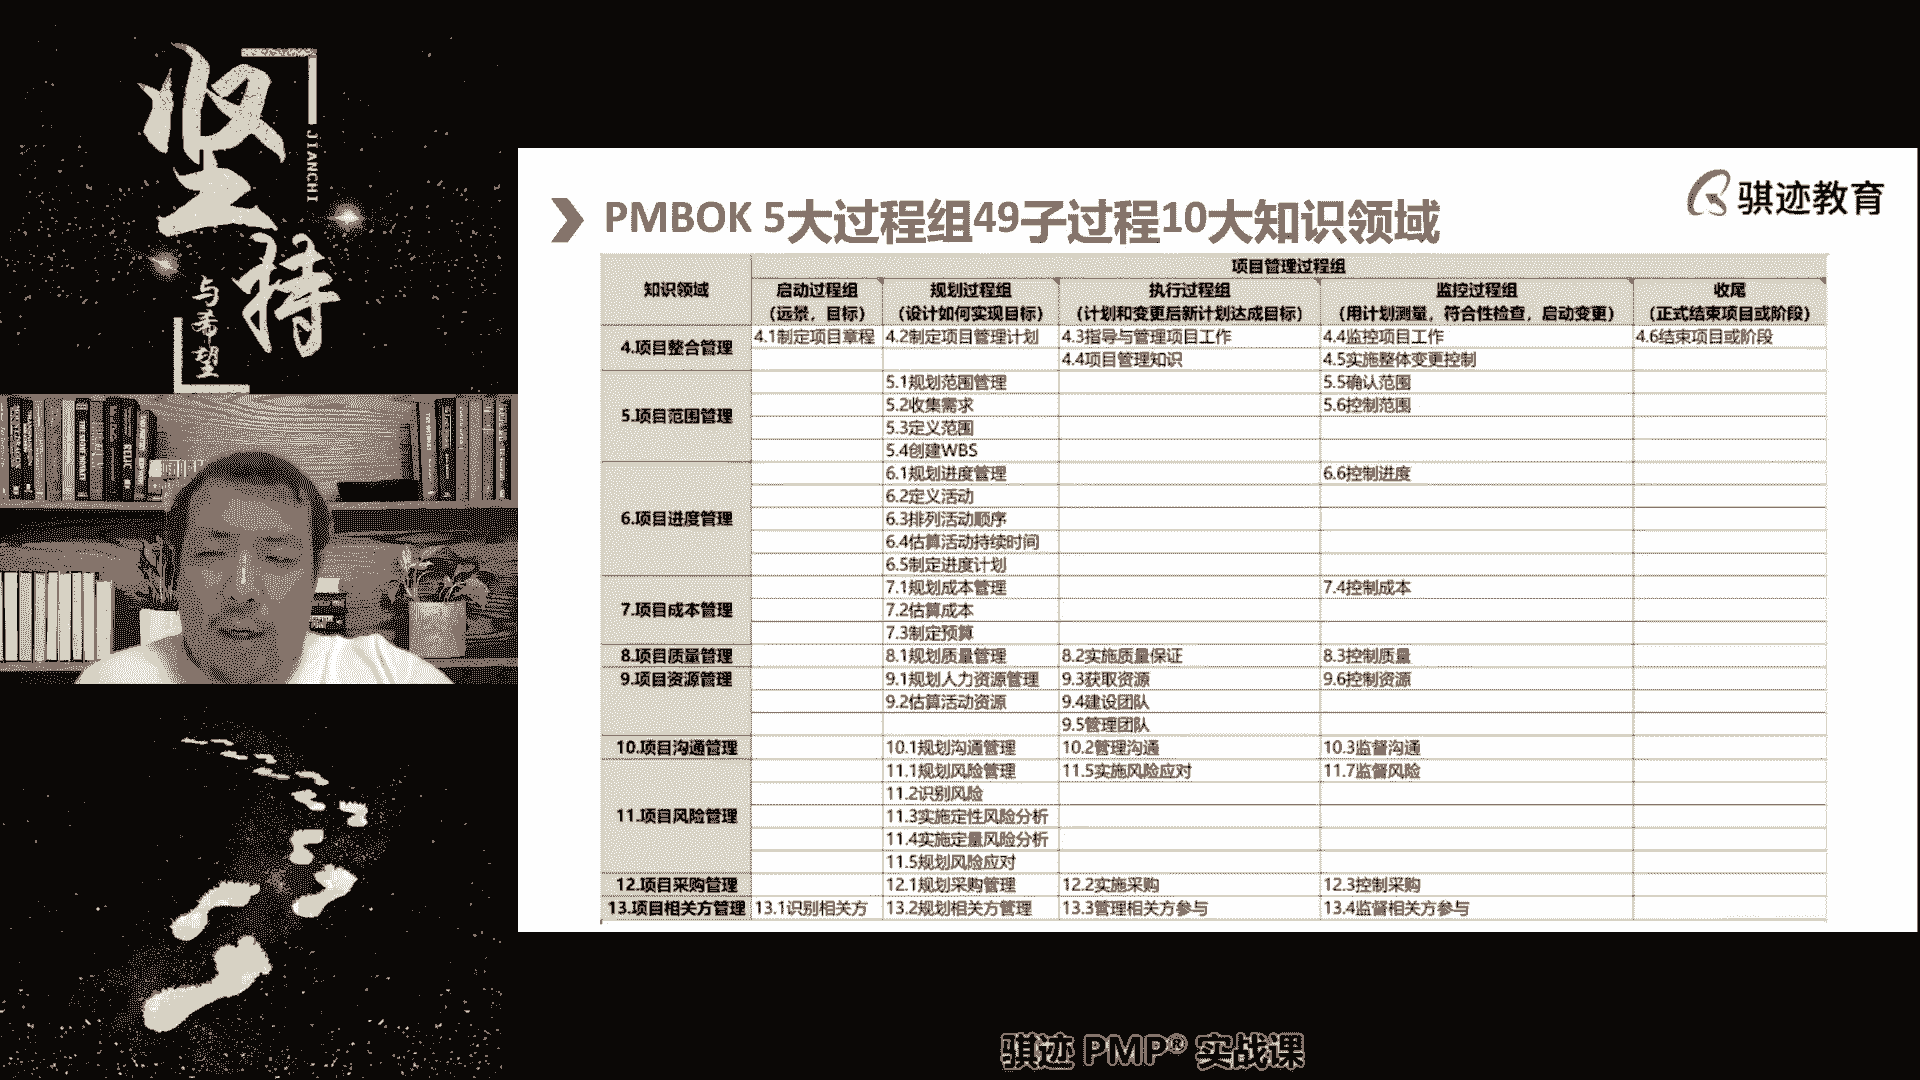 坚持
JIANCHI
与希望
PMBOK 5大过程组49子过程10大知识领域
骐迹教育
知识领域 项目管理过程组
启动过程组 规划过程组 执行过程组 监控过程组 收尾
（远景，目标） （设计如何实现目标） （计划和变更后新计划达成目标） （用计划测量，符合性检查，启动变更） （正式结束项目或阶段）
4.项目整合管理 4.1制定项目章程 4.2制定项目管理计划 4.3指导与管理项目工作 4.4监控项目工作 4.6结束项目或阶段
4.4项目管理知识 4.5实施整体变更控制
5.项目范围管理 5.1规划范围管理 5.5确认范围
5.2收集需求 5.6控制范围
5.3定义范围
5.4创建WBS
6.项目进度管理 6.1规划进度管理 6.6控制进度
6.2定义活动
6.3排列活动顺序
6.4估算活动持续时间
6.5制定进度计划
7.项目成本管理 7.1规划成本管理 7.4控制成本
7.2估算成本
7.3制定预算
8.项目质量管理 8.1规划质量管理 8.2实施质量保证 8.3控制质量
9.项目资源管理 9.1规划人力资源管理 9.3获取资源 9.6控制资源
9.2估算活动资源 9.4建设团队
9.5管理团队
10.项目沟通管理 10.1规划沟通管理 10.2管理沟通 10.3监督沟通
11.项目风险管理 11.1规划风险管理 11.5实施风险应对 11.7监督风险
11.2识别风险
11.3实施定性风险分析
11.4实施定量风险分析
11.5规划风险应对
12.项目采购管理 12.1规划采购管理 12.2实施采购 12.3控制采购
13.项目相关方管理 13.1识别相关方 13.2规划相关方管理 13.3管理相关方参与 13.4监督相关方参与
骐迹 PMP® 实战课